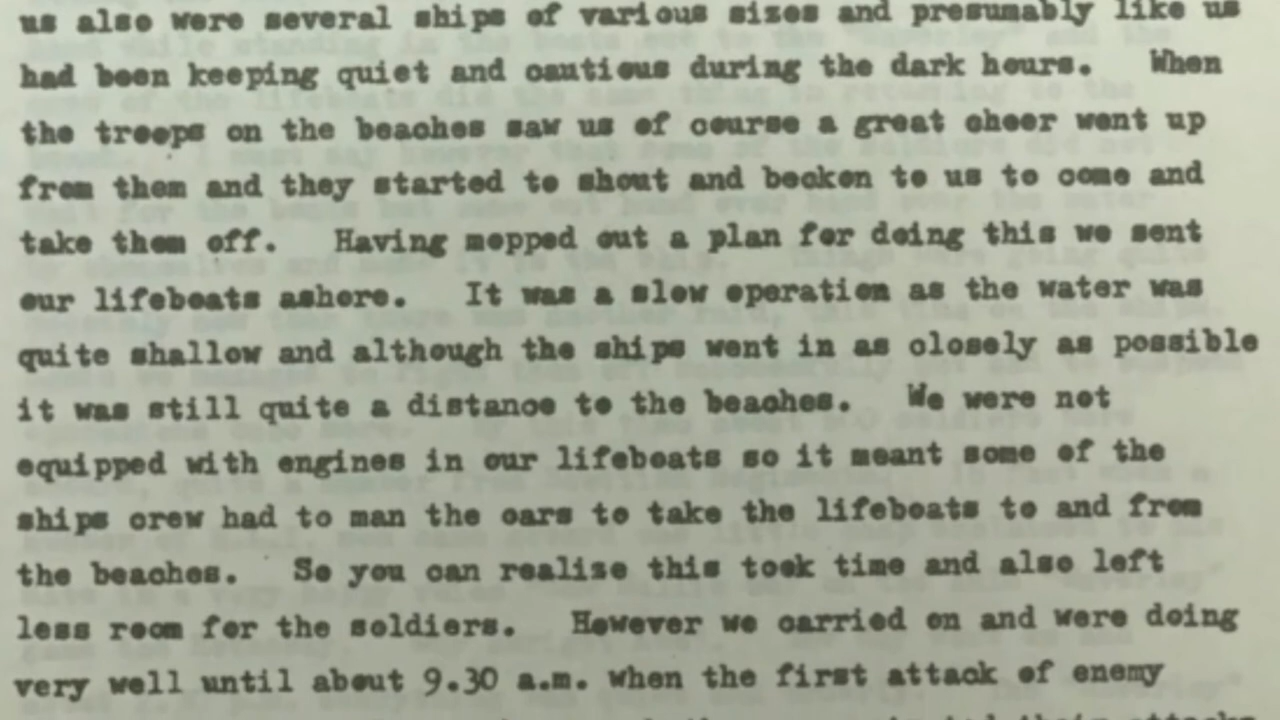 us also were several ships of various sizes and presumably like us
had been keeping quiet and cautious during the dark hours. When
the troops on the beaches saw us of course a great cheer went up
from them and they started to shout and beckon to us to come and
take them off. Having mopped out a plan for doing this we sent
our lifeboats ashore. It was a slow operation as the water was
quite shallow and although the ships went in as closely as possible
it was still quite a distance to the beaches. We were not
equipped with engines in our lifeboats so it meant some of the
ships crew had to man the oars to take the lifeboats to and from
the beaches. So you can realise this took time and also left
less room for the soldiers. However we carried on and were doing
very well until about 9.30 a.m. when the first attack of enemy
their attacks